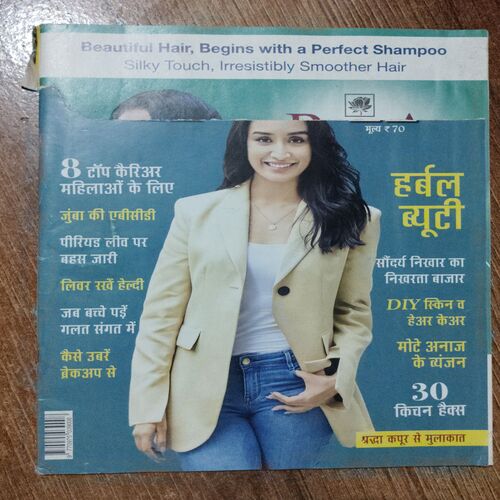 Beautiful Hair, Begins with a Perfect Shampoo
Silky Touch, Irresistibly Smoother Hair
मूल्य ₹ 70
8 टॉप कैरिअर
महिलाओं के लिए
जुंबा की एबीसीडी
पीरियड लीव पर
बहस जारी
लिवर रखें हेल्दी
जब बच्चे पड़ें
गलत संगत में
कैसे उबरें
ब्रेकअप से
हर्बल
ब्यूटी
सौंदर्य निखार का
निखरता बाजार
DIY स्किन व
हेअर केअर
मोटे अनाज
के व्यंजन
30
किचन हैक्स
श्रद्धा कपूर से मुलाकात